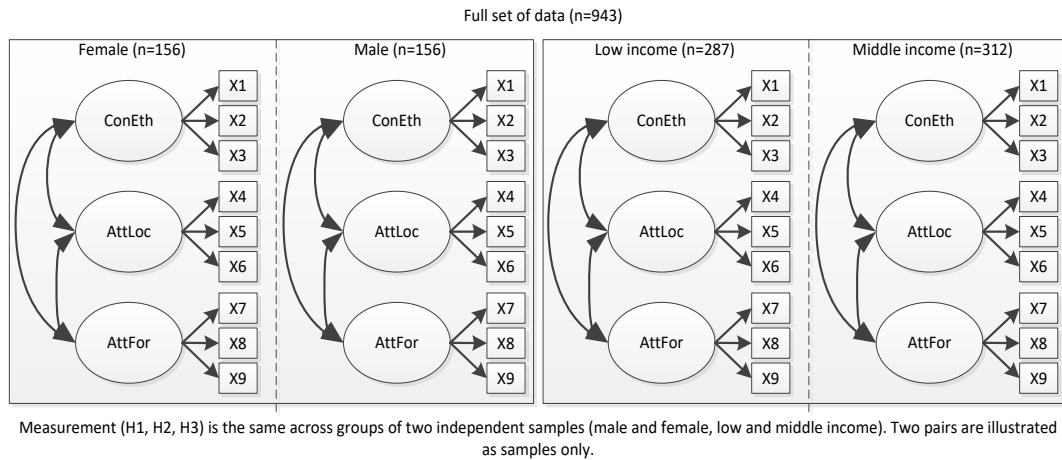 Full set of data (n=943)
Female (n=156)
ConEth
X1
X2
X3
AttLoc
X4
X5
X6
AttFor
X7
X8
X9
Male (n=156)
ConEth
X1
X2
X3
AttLoc
X4
X5
X6
AttFor
X7
X8
X9
Low income (n=287)
ConEth
X1
X2
X3
AttLoc
X4
X5
X6
AttFor
X7
X8
X9
Middle income (n=312)
ConEth
X1
X2
X3
AttLoc
X4
X5
X6
AttFor
X7
X8
X9
Measurement (H1, H2, H3) is the same across groups of two independent samples (male and female, low and middle income). Two pairs are illustrated
as samples only.